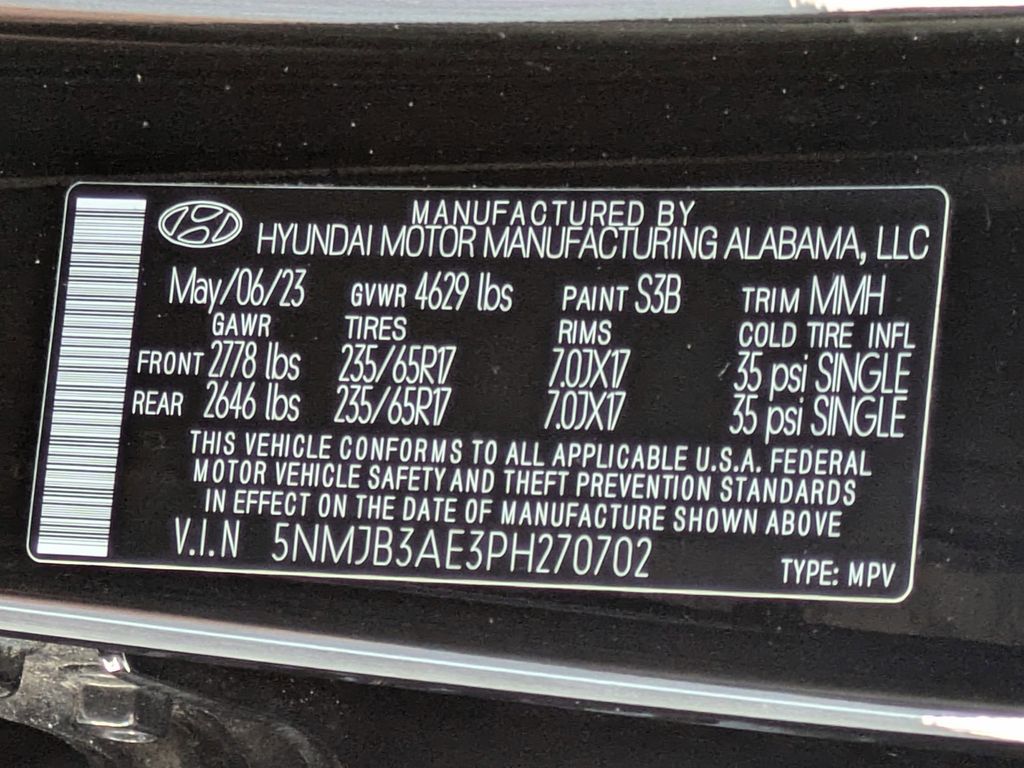 MANUFACTURED BY
HYUNDAI MOTOR MANUFACTURING ALABAMA, LLC
May/06/23 GVWR 4629 lbs PAINT S3B TRIM MMH
GAWR TIRES RIMS COLD TIRE INFL
FRONT 2778 lbs 235/65R17 7.0JX17 35 psi SINGLE
REAR 2646 lbs 235/65R17 7.0JX17 35 psi SINGLE
THIS VEHICLE CONFORMS TO ALL APPLICABLE U.S.A. FEDERAL
MOTOR VEHICLE SAFETY AND THEFT PREVENTION STANDARDS
IN EFFECT ON THE DATE OF MANUFACTURE SHOWN ABOVE
V.I.N 5NMJB3AE3PH270702 TYPE: MPV